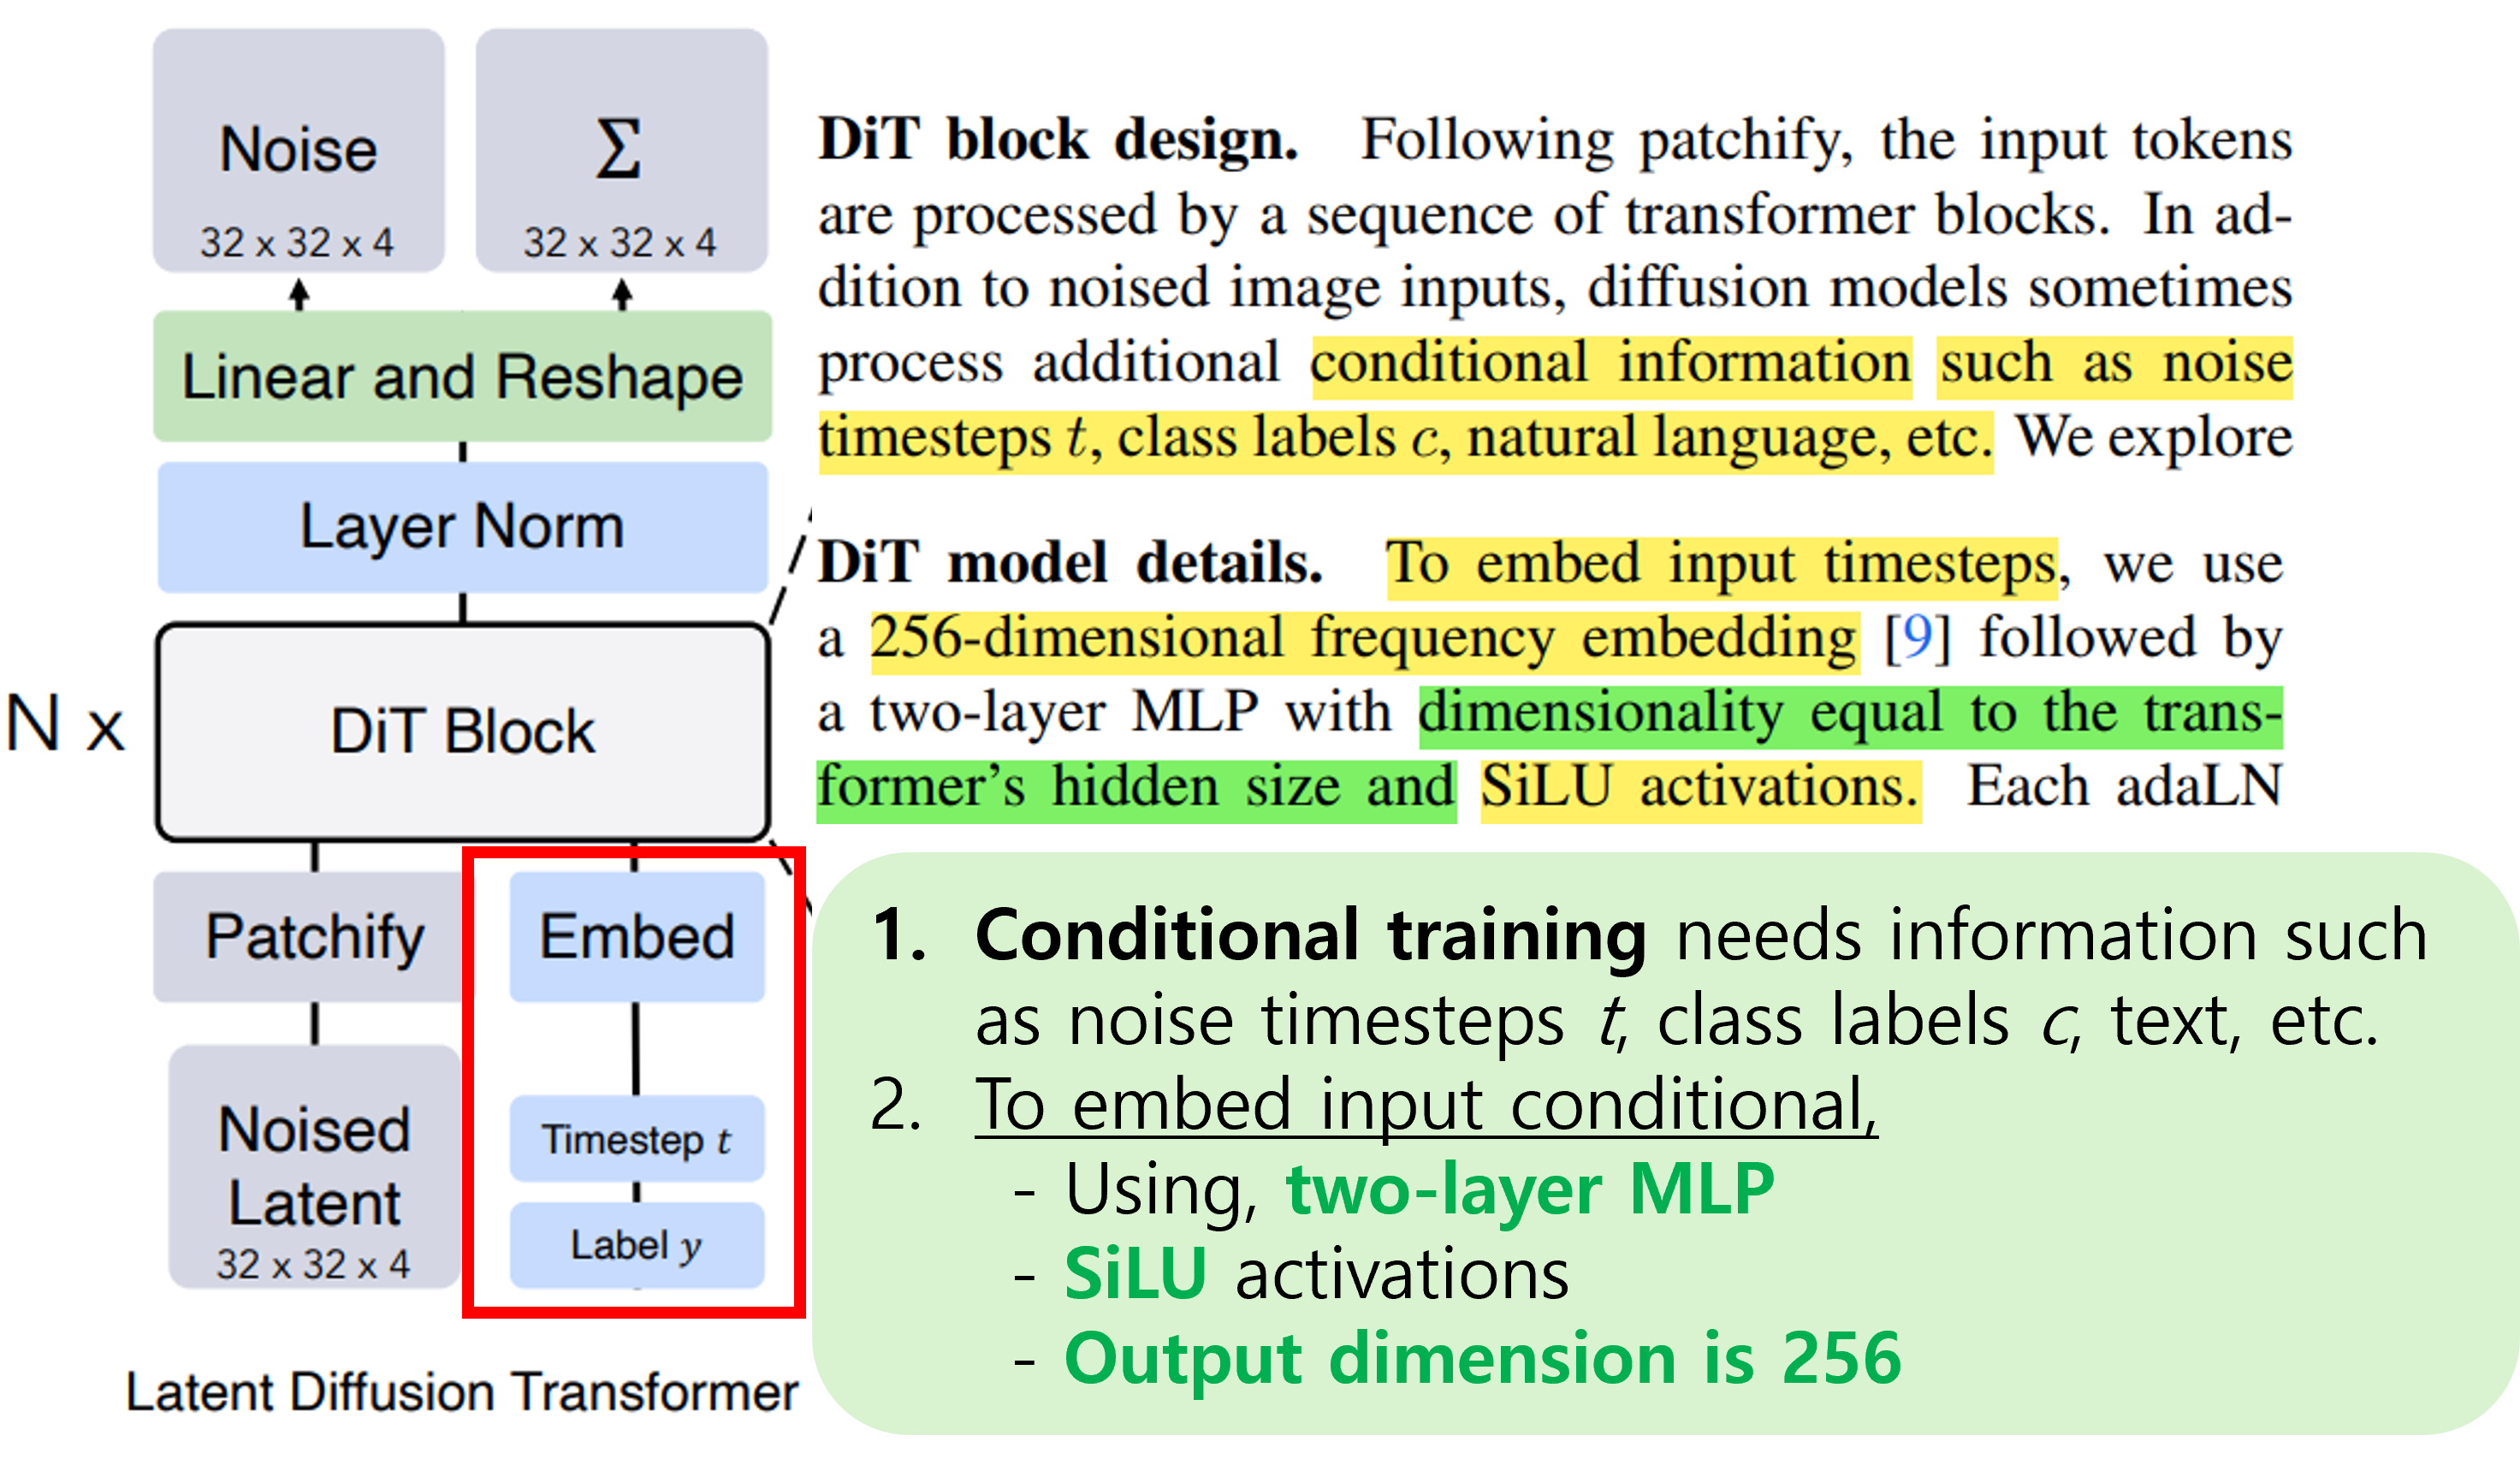 Noise
32 x 32 x 4
Σ
32 x 32 x 4
Linear and Reshape
Layer Norm
N x
DiT Block
Patchify
Embed
Noised
Latent
32 x 32 x 4
Timestep t
Label y
Latent Diffusion Transformer
DiT block design. Following patchify, the input tokens
are processed by a sequence of transformer blocks. In ad-
dition to noised image inputs, diffusion models sometimes
process additional conditional information such as noise
timesteps t, class labels c, natural language, etc. We explore
DiT model details. To embed input timesteps, we use
a 256-dimensional frequency embedding [9] followed by
a two-layer MLP with dimensionality equal to the trans-
former's hidden size and SiLU activations. Each adaLN
1. Conditional training needs information such
as noise timesteps t, class labels c, text, etc.
2. To embed input conditional,
- Using, two-layer MLP
- SiLU activations
- Output dimension is 256